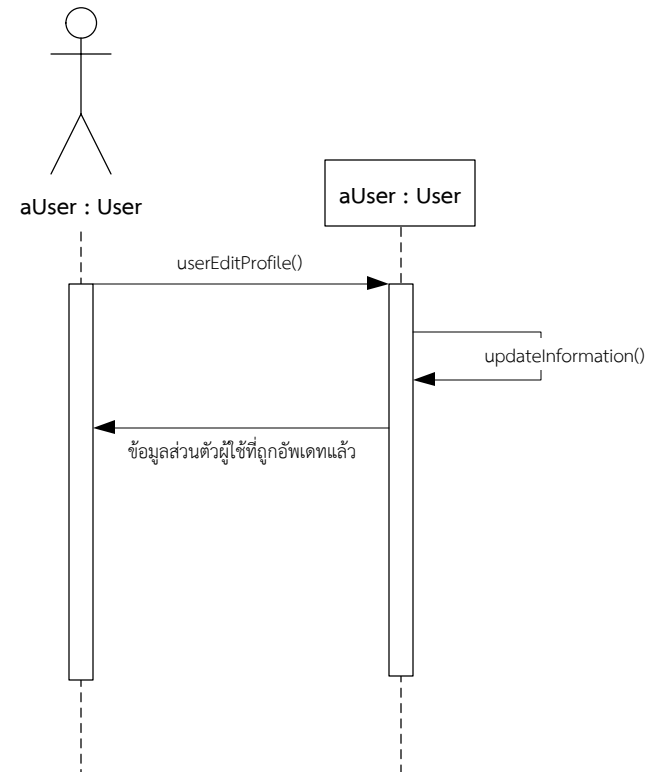 aUser : User
aUser : User
userEditProfile()
updateInformation()
ข้อมูลส่วนตัวผู้ใช้ที่ถูกอัพเดทแล้ว